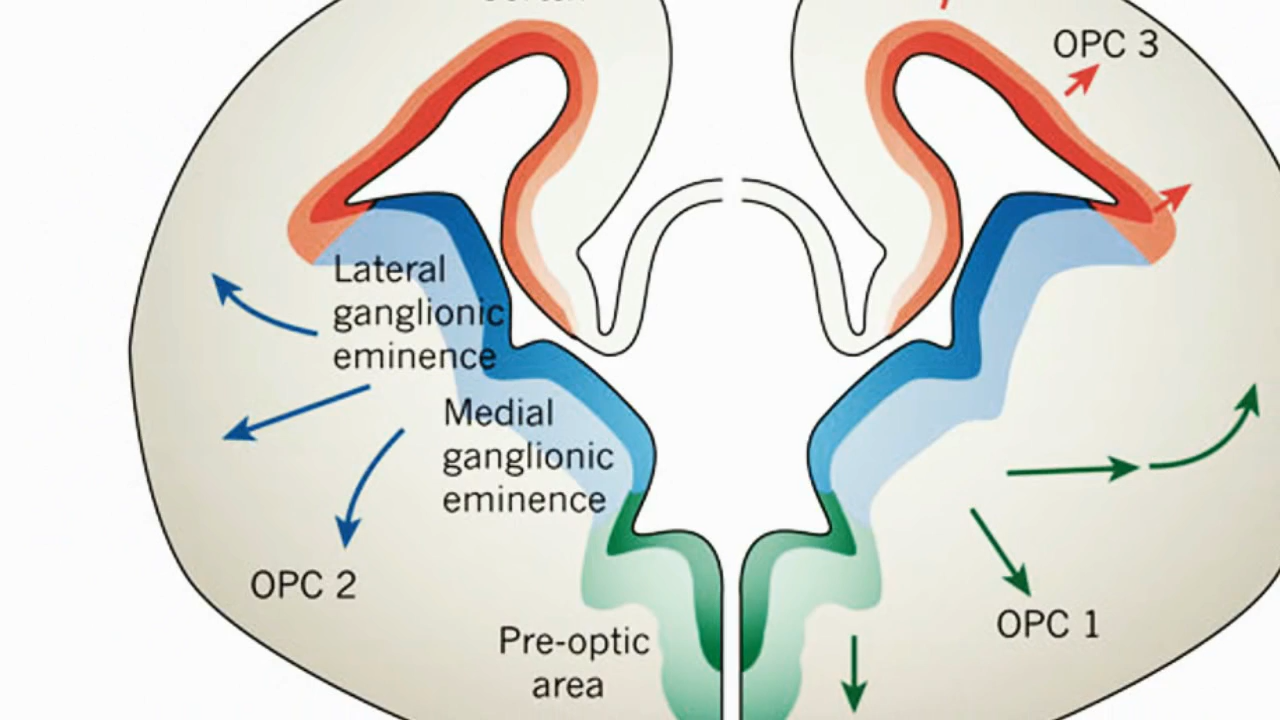 OPC 3
Lateral
ganglionic
eminence
Medial
ganglionic
eminence
OPC 2
OPC 1
Pre-optic
area